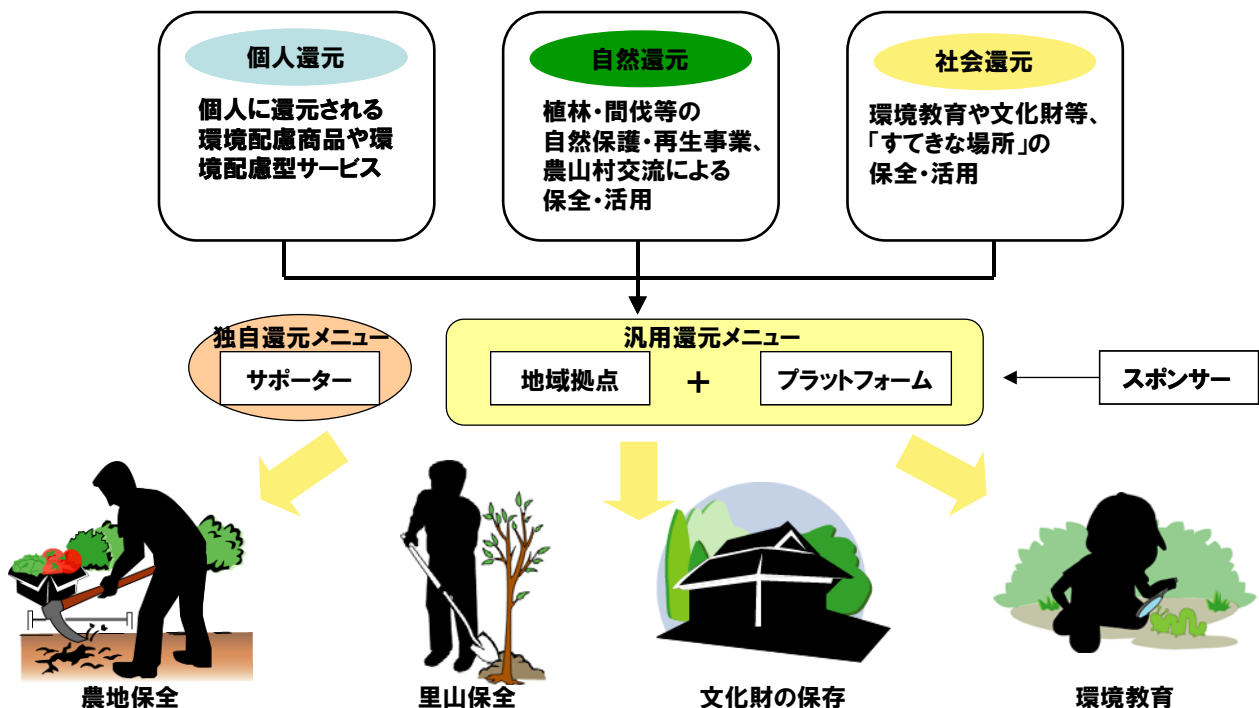 個人還元
個人に還元される
環境配慮商品や環
境配慮型サービス
自然還元
植林・間伐等の
自然保護・再生事業、
農山村交流による
保全・活用
社会還元
環境教育や文化財等、
「すてきな場所」の
保全・活用
独自還元メニュー
サポーター
汎用還元メニュー
地域拠点
+
プラットフォーム
スポンサー
農地保全
里山保全
文化財の保存
環境教育